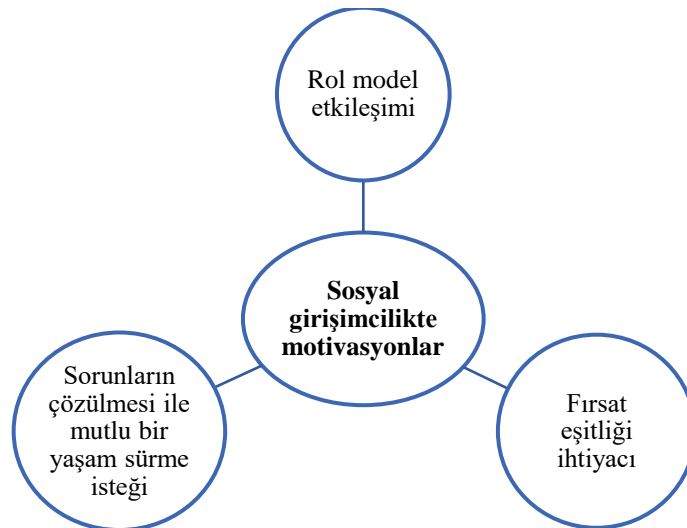 Rol model
etkileşimi
Sosyal
girişimcilikte
motivasyonlar
Sorunların
çözülmesi ile
mutlu bir
yaşam sürme
isteği
Fırsat
eşitliği
ihtiyacı